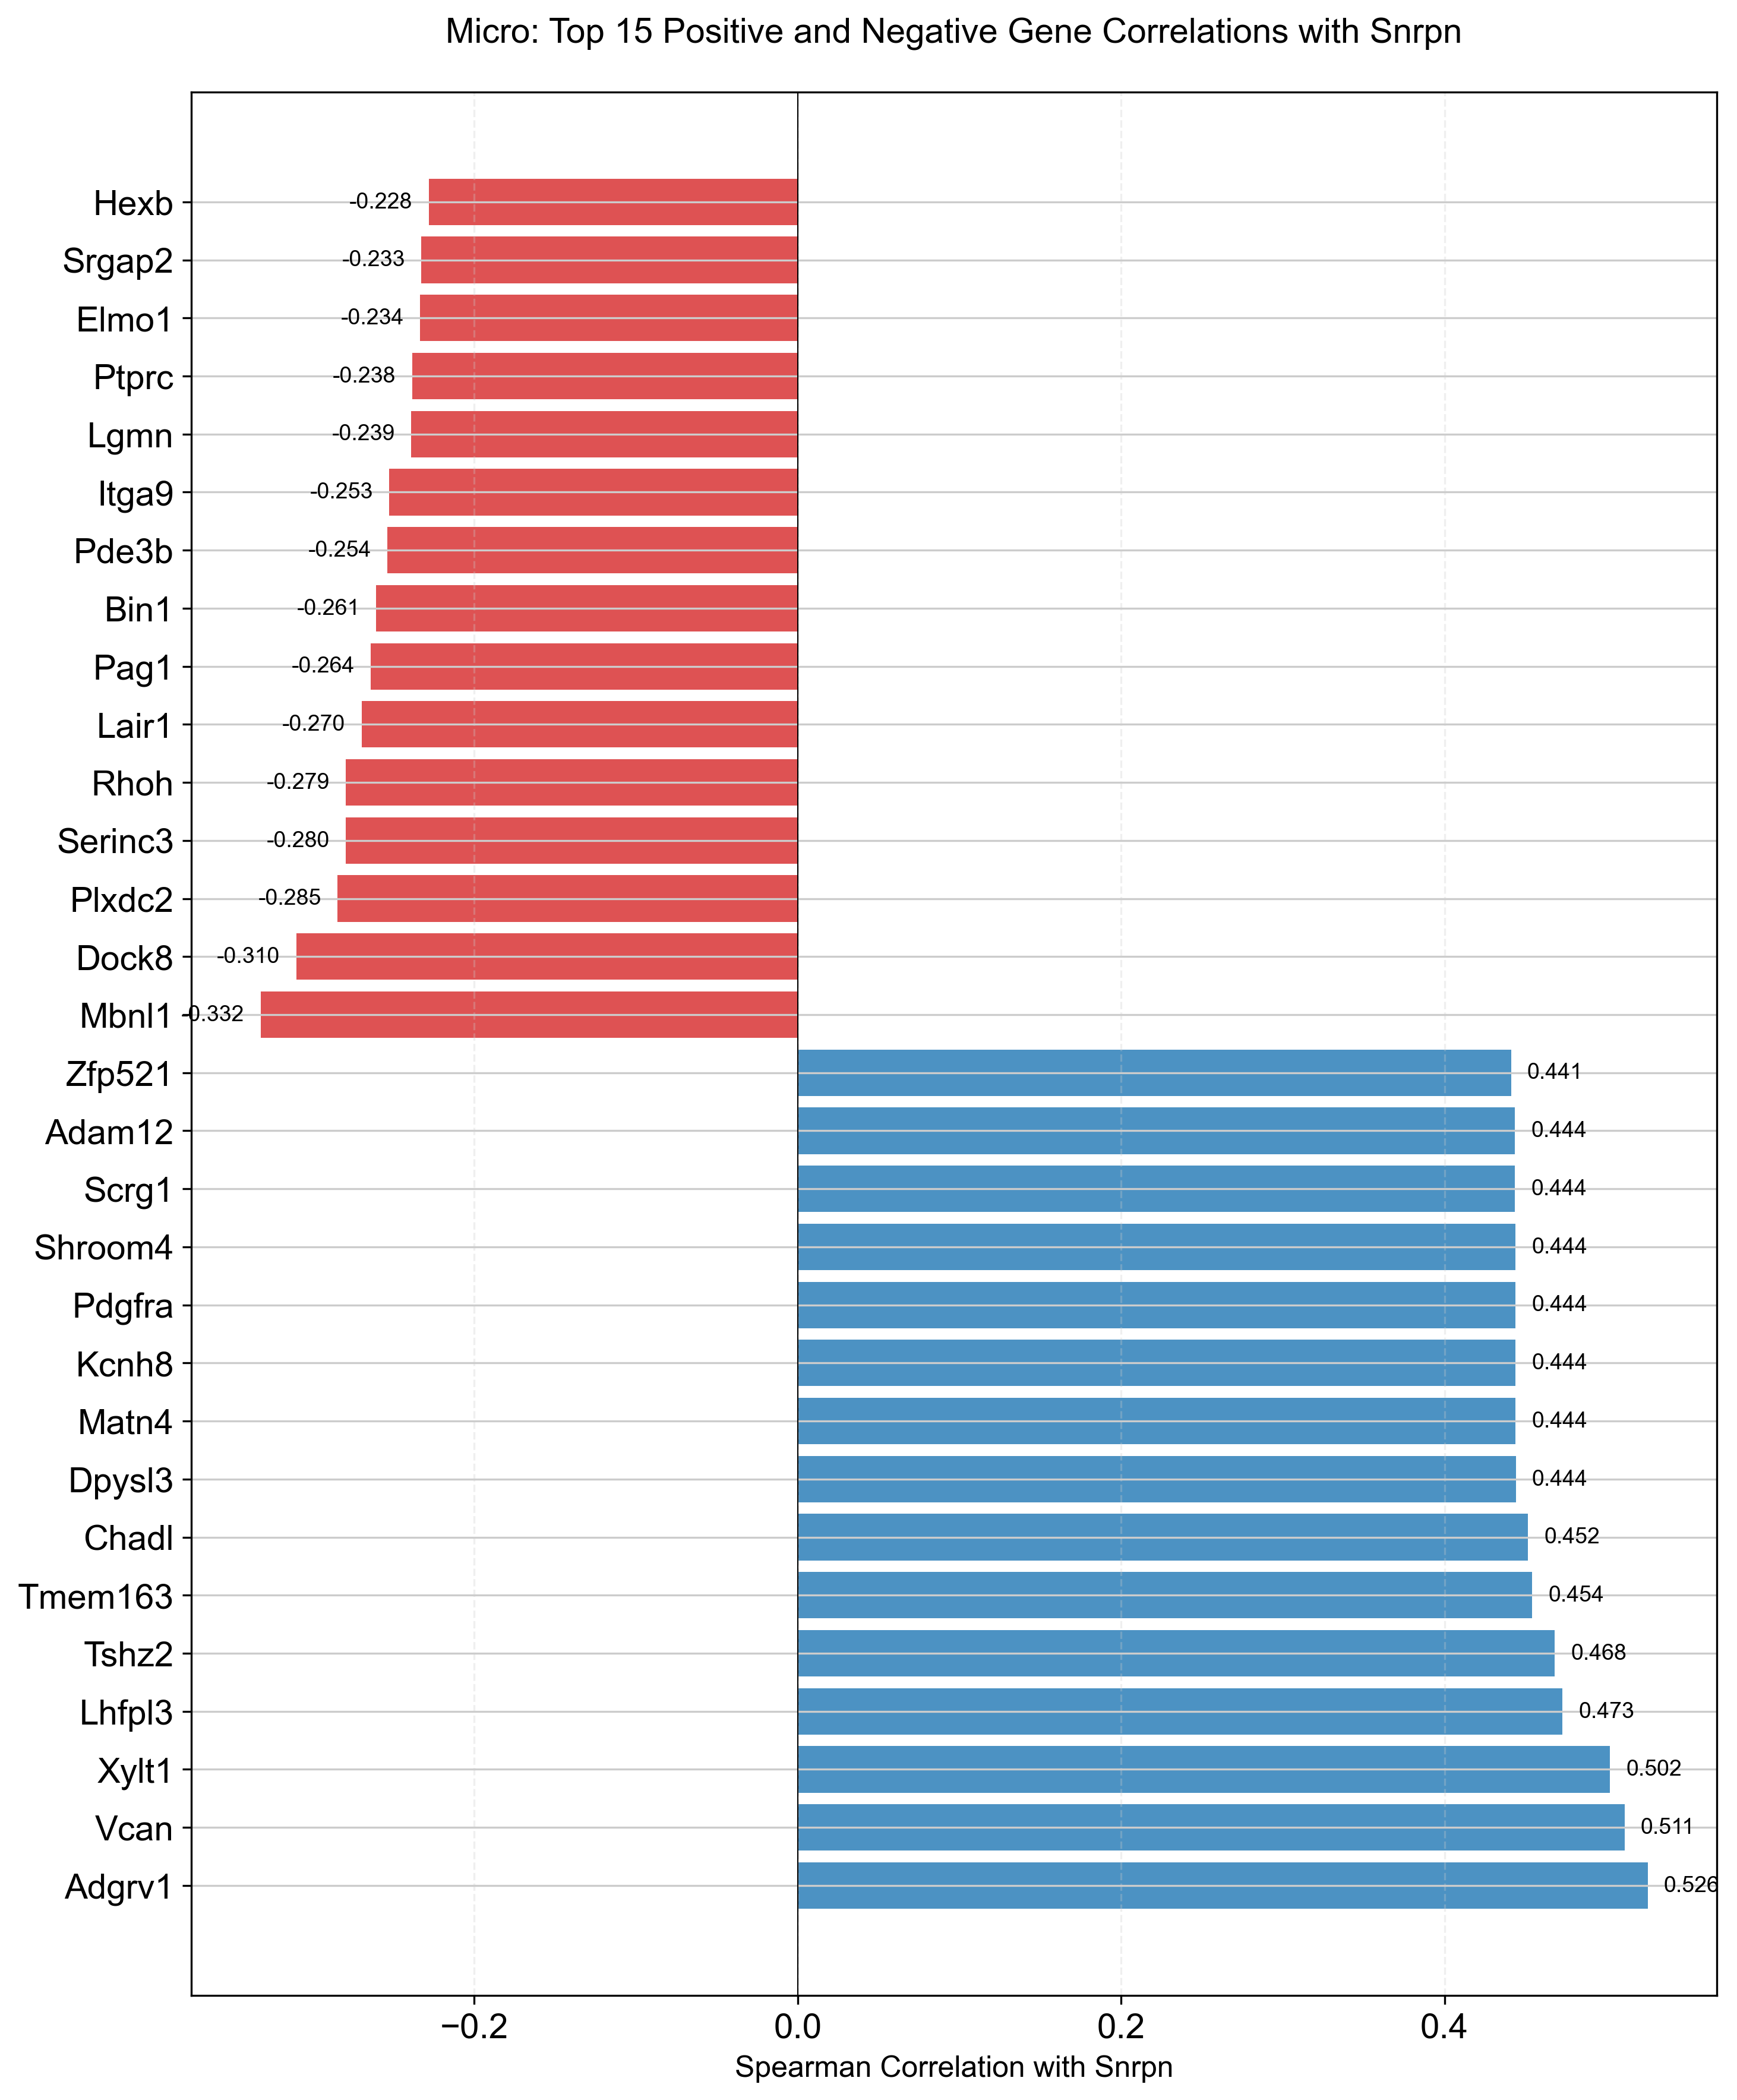 Micro: Top 15 Positive and Negative Gene Correlations with Snrpn
Hexb -0.228
Srgap2 -0.233
Elmo1 -0.234
Ptprc -0.238
Lgmn -0.239
Itga9 -0.253
Pde3b -0.254
Bin1 -0.261
Pag1 -0.264
Lair1 -0.270
Rhoh -0.279
Serinc3 -0.280
Plxdc2 -0.285
Dock8 -0.310
Mbnl1 -0.332
Zfp521 0.441
Adam12 0.444
Scrg1 0.444
Shroom4 0.444
Pdgfra 0.444
Kcnh8 0.444
Matn4 0.444
Dpysl3 0.444
Chadl 0.452
Tmem163 0.454
Tshz2 0.468
Lhfpl3 0.473
Xylt1 0.502
Vcan 0.511
Adgrv1 0.526
−0.2 0.0 0.2 0.4
Spearman Correlation with Snrpn